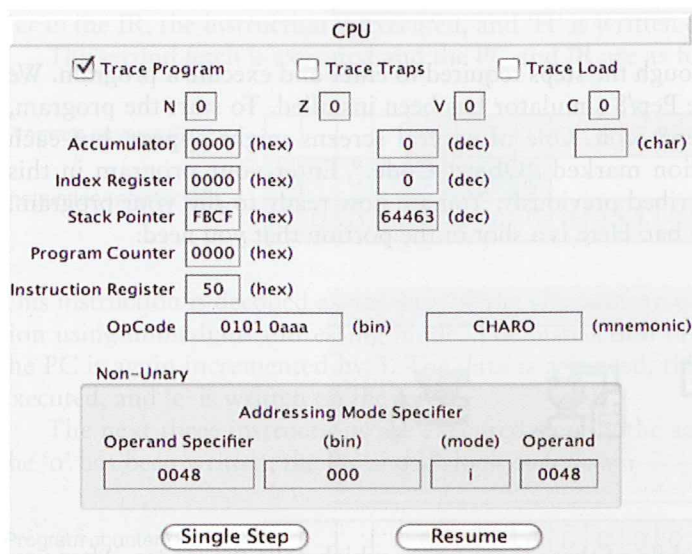 CPU
Trace Program Trace Traps Trace Load
N 0 Z 0 V 0 C 0
Accumulator 0000 (hex) 0 (dec) (char)
Index Register 0000 (hex) 0 (dec)
Stack Pointer FBCF (hex) 64463 (dec)
Program Counter 0000 (hex)
Instruction Register 50 (hex)
OpCode 0101 0aaa (bin) CHARO (mnemonic)
Non-Unary
Addressing Mode Specifier
Operand Specifier (bin) (mode) Operand
0048 000 i 0048
Single Step Resume